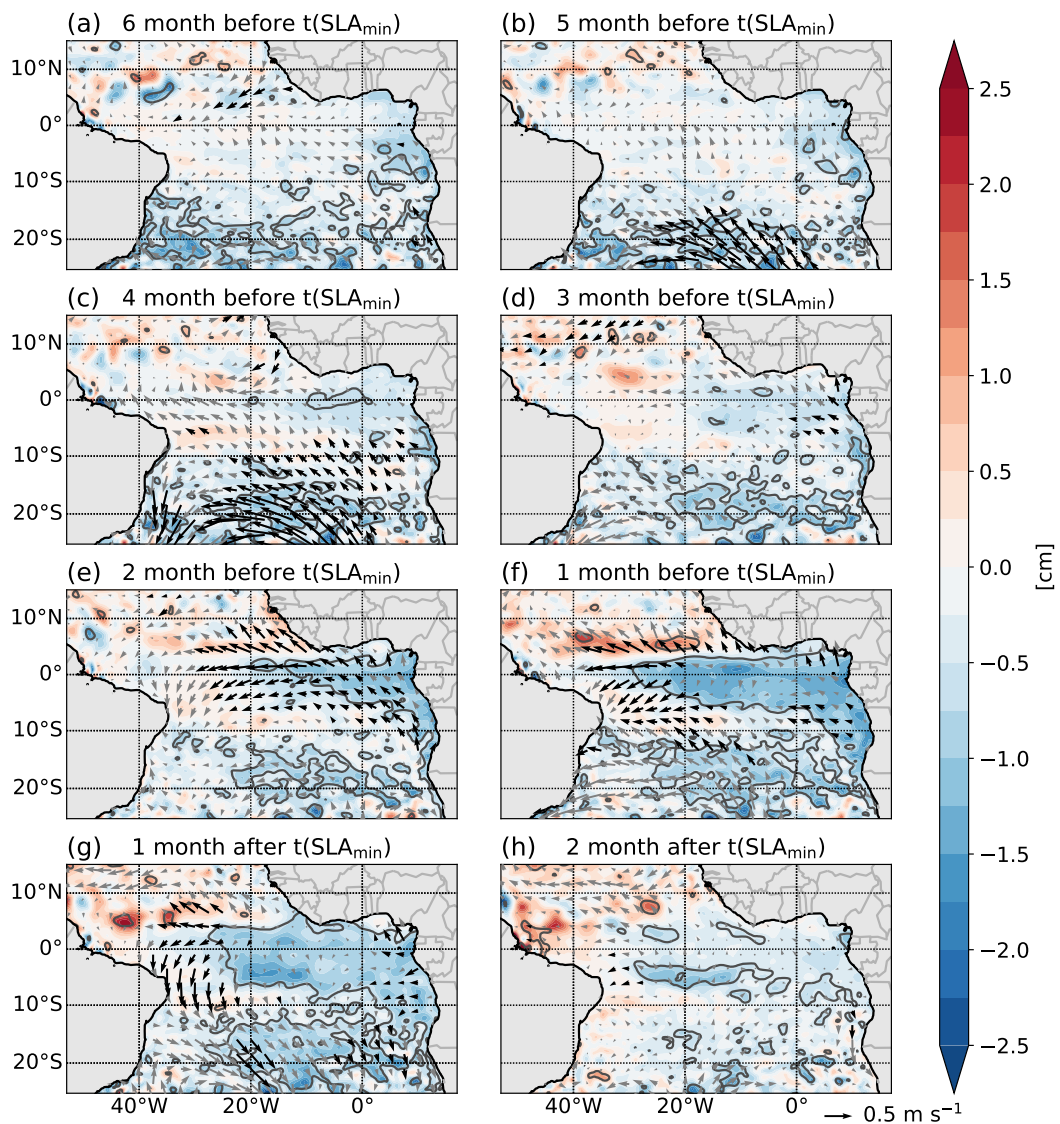 (a) 6 month before t(SLAmin)
(b) 5 month before t(SLAmin)
10°N
0°
10°S
20°S
(c) 4 month before t(SLAmin)
(d) 3 month before t(SLAmin)
10°N
0°
10°S
20°S
(e) 2 month before t(SLAmin)
(f) 1 month before t(SLAmin)
10°N
0°
10°S
20°S
(g) 1 month after t(SLAmin)
(h) 2 month after t(SLAmin)
10°N
0°
10°S
20°S
40°W 20°W 0°
40°W 20°W 0°
0.5 m s⁻¹
2.5
2.0
1.5
1.0
0.5
0.0
−0.5
−1.0
−1.5
−2.0
−2.5
[cm]